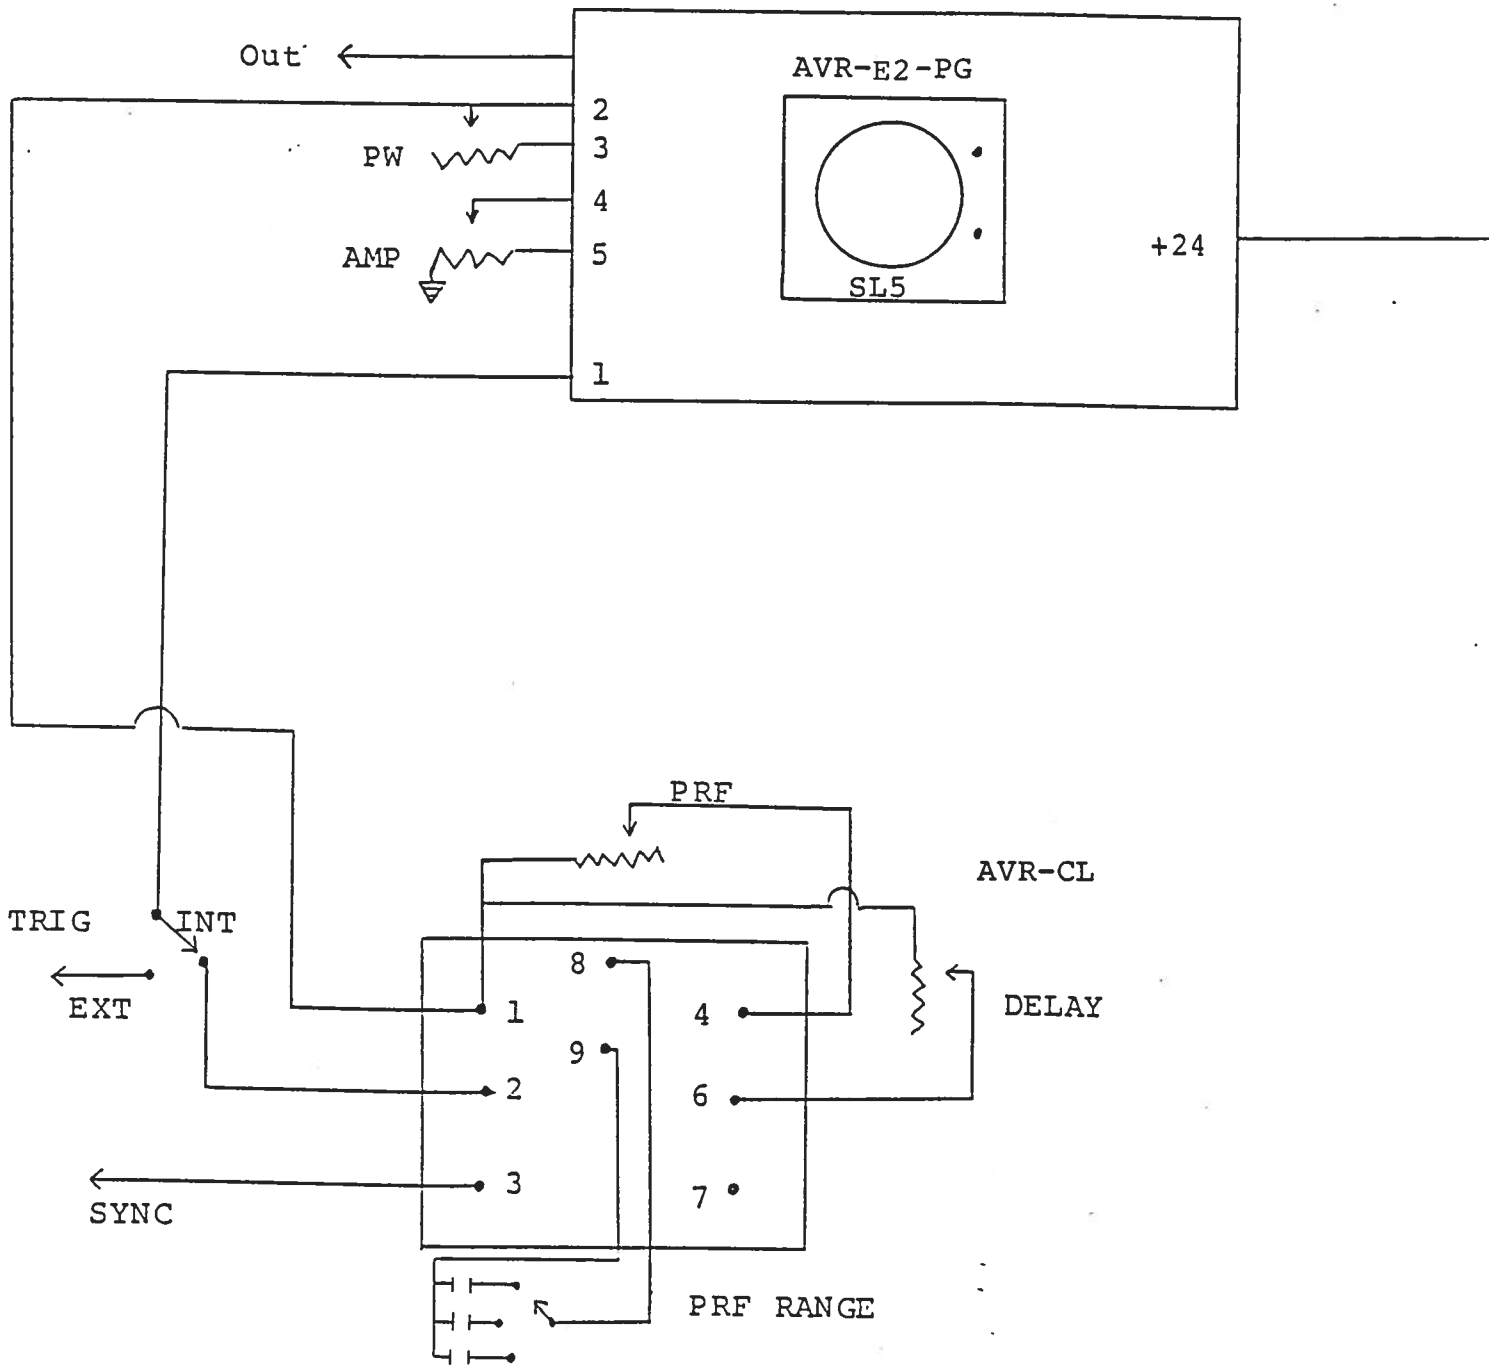 Out
AVR-E2-PG
2
PW
3
4
AMP
5
+24
SL5
1
PRF
AVR-CL
TRIG
INT
EXT
8
1
4
DELAY
9
2
6
3
7
SYNC
PRF RANGE